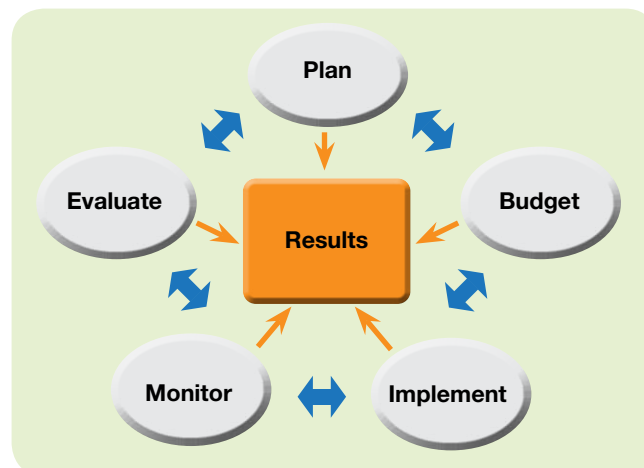 Plan
Evaluate
Budget
Results
Monitor
Implement